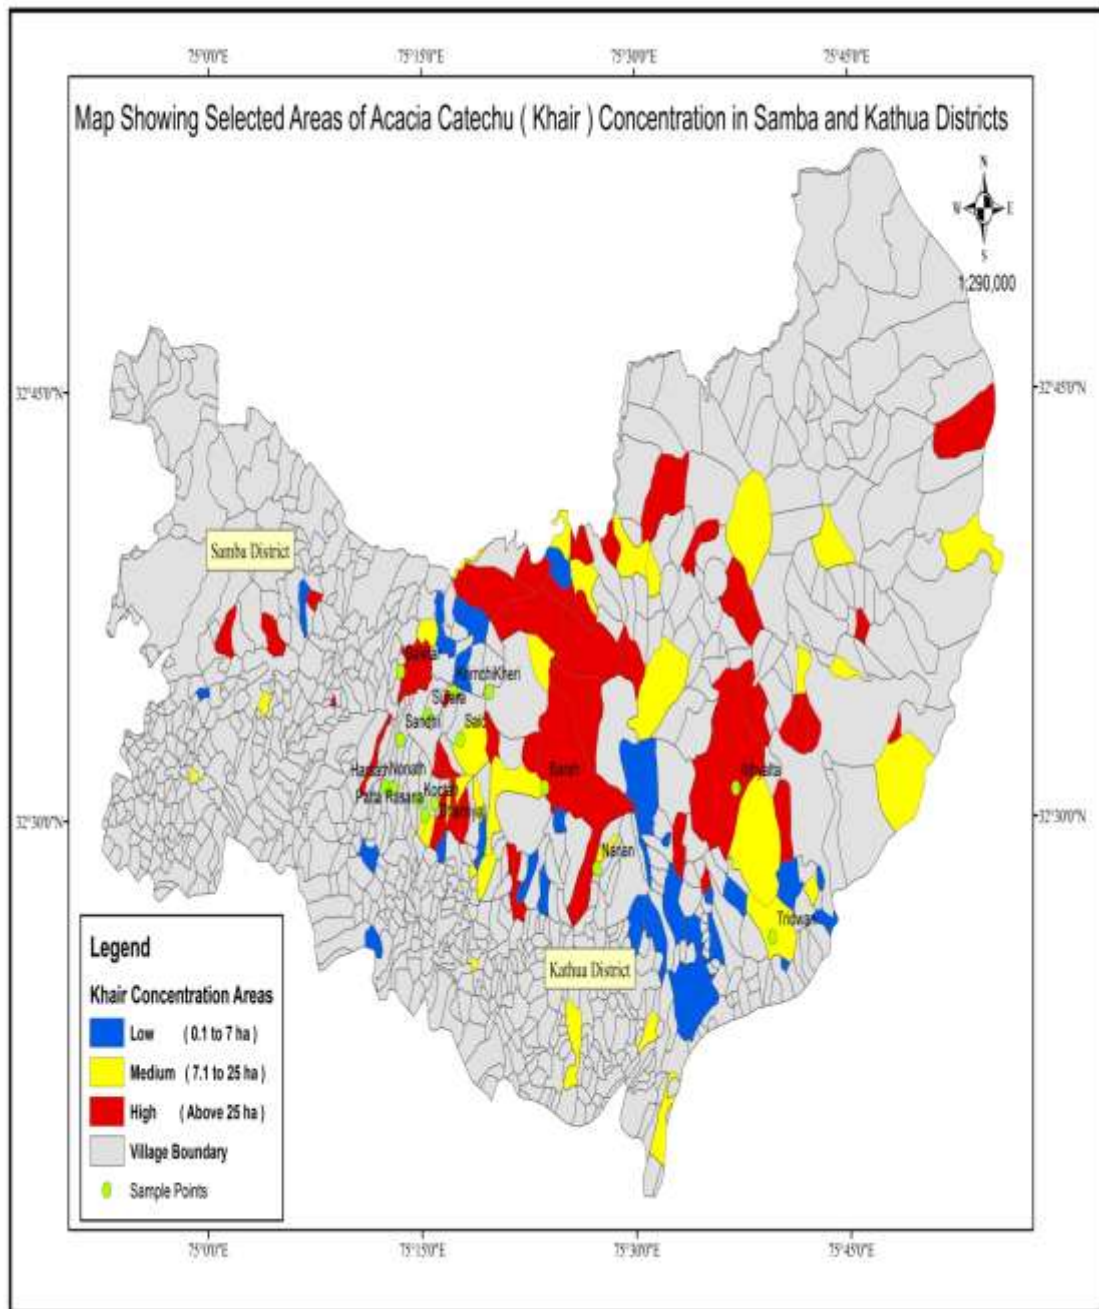 75°0'0"E 75°15'0"E 75°30'0"E 75°45'0"E
Map Showing Selected Areas of Acacia Catechu ( Khair ) Concentration in Samba and Kathua Districts
N
W E
S
1:290,000
32°45'0"N 32°45'0"N
Samba District
Khen
Sandhi
Nonath
Rasana
32°30'0"N 32°30'0"N
Nanan
Kathua District
Legend
Khair Concentration Areas
Low ( 0.1 to 7 ha )
Medium ( 7.1 to 25 ha )
High ( Above 25 ha )
Village Boundary
Sample Points
75°0'0"E 75°15'0"E 75°30'0"E 75°45'0"E